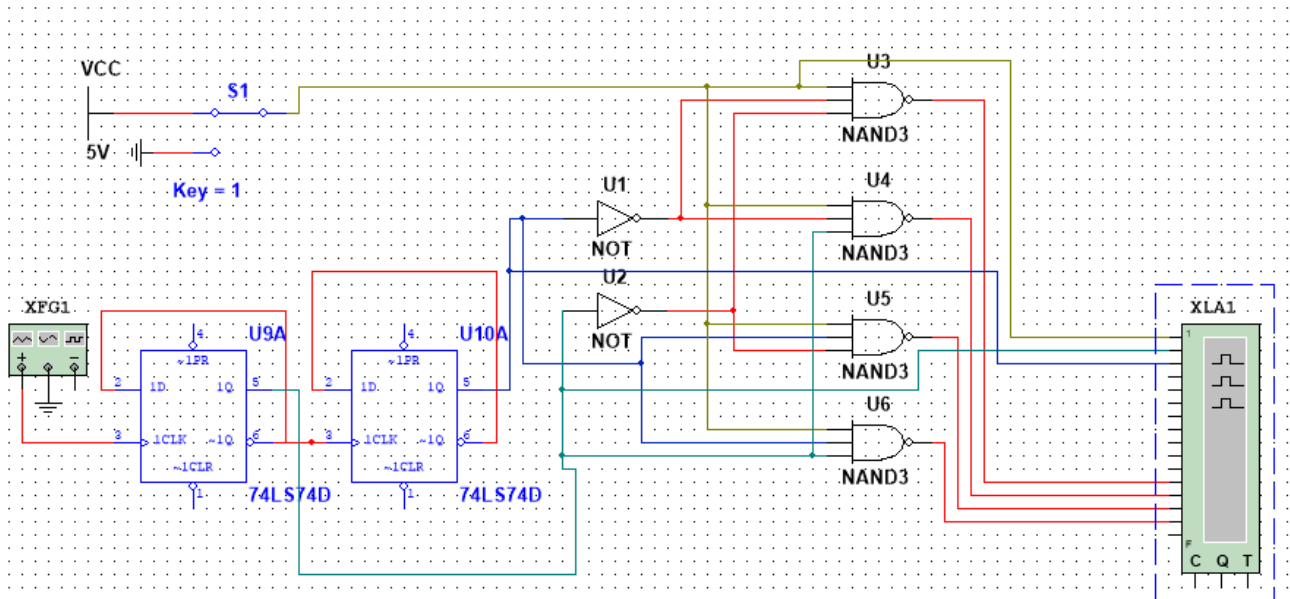 VCC
S1
5V
Key = 1
U3
NAND3
U4
NAND3
U1
NOT
U2
NOT
U5
NAND3
U6
NAND3
XFG1
+
−
U9A
4
~1PR
2
1D
1Q
5
3
1CLK
~1Q
6
~1CLR
1
74LS74D
U10A
4
~1PR
2
1D
1Q
5
3
1CLK
~1Q
6
~1CLR
1
74LS74D
XLA1
1
F
C Q T